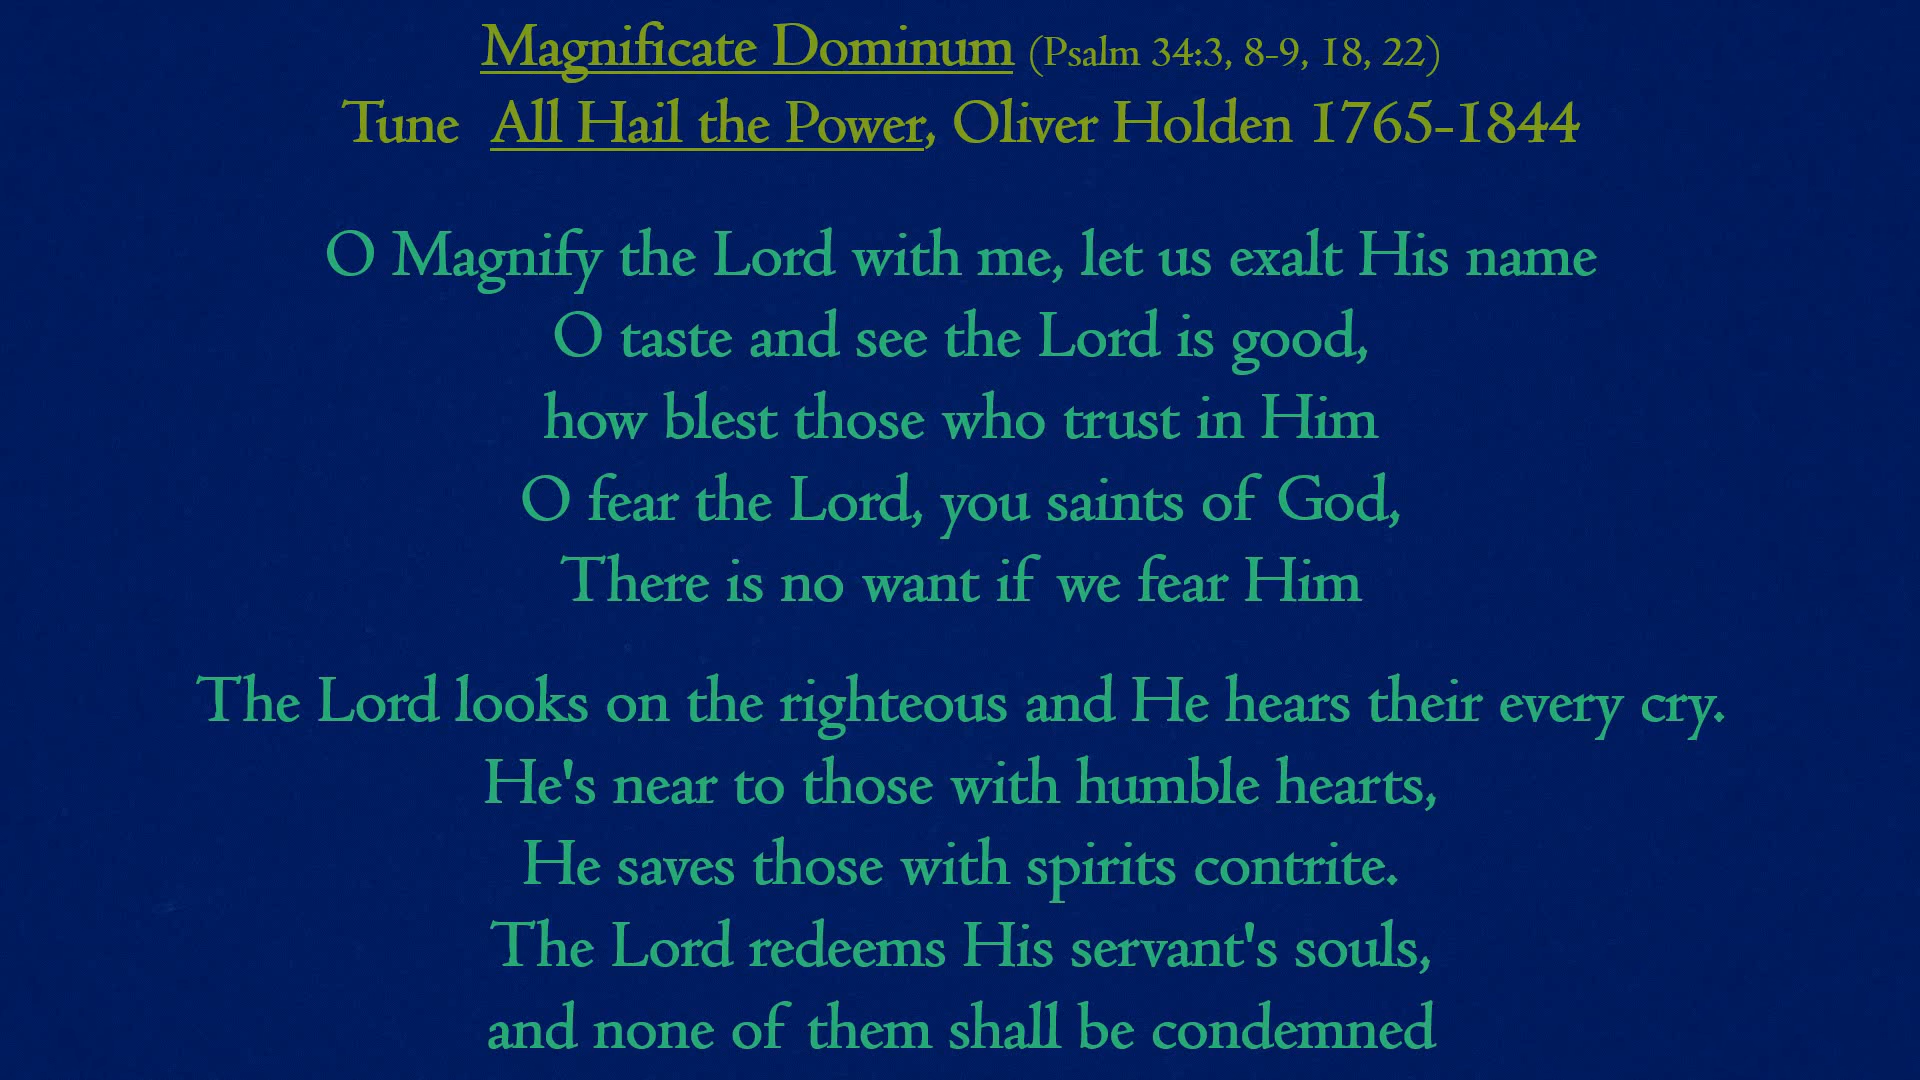 Magnificate Dominum (Psalm 34:3, 8-9, 18, 22)
Tune All Hail the Power, Oliver Holden 1765-1844
O Magnify the Lord with me, let us exalt His name
O taste and see the Lord is good,
how blest those who trust in Him
O fear the Lord, you saints of God,
There is no want if we fear Him
The Lord looks on the righteous and He hears their every cry.
He's near to those with humble hearts,
He saves those with spirits contrite.
The Lord redeems His servant's souls,
and none of them shall be condemned